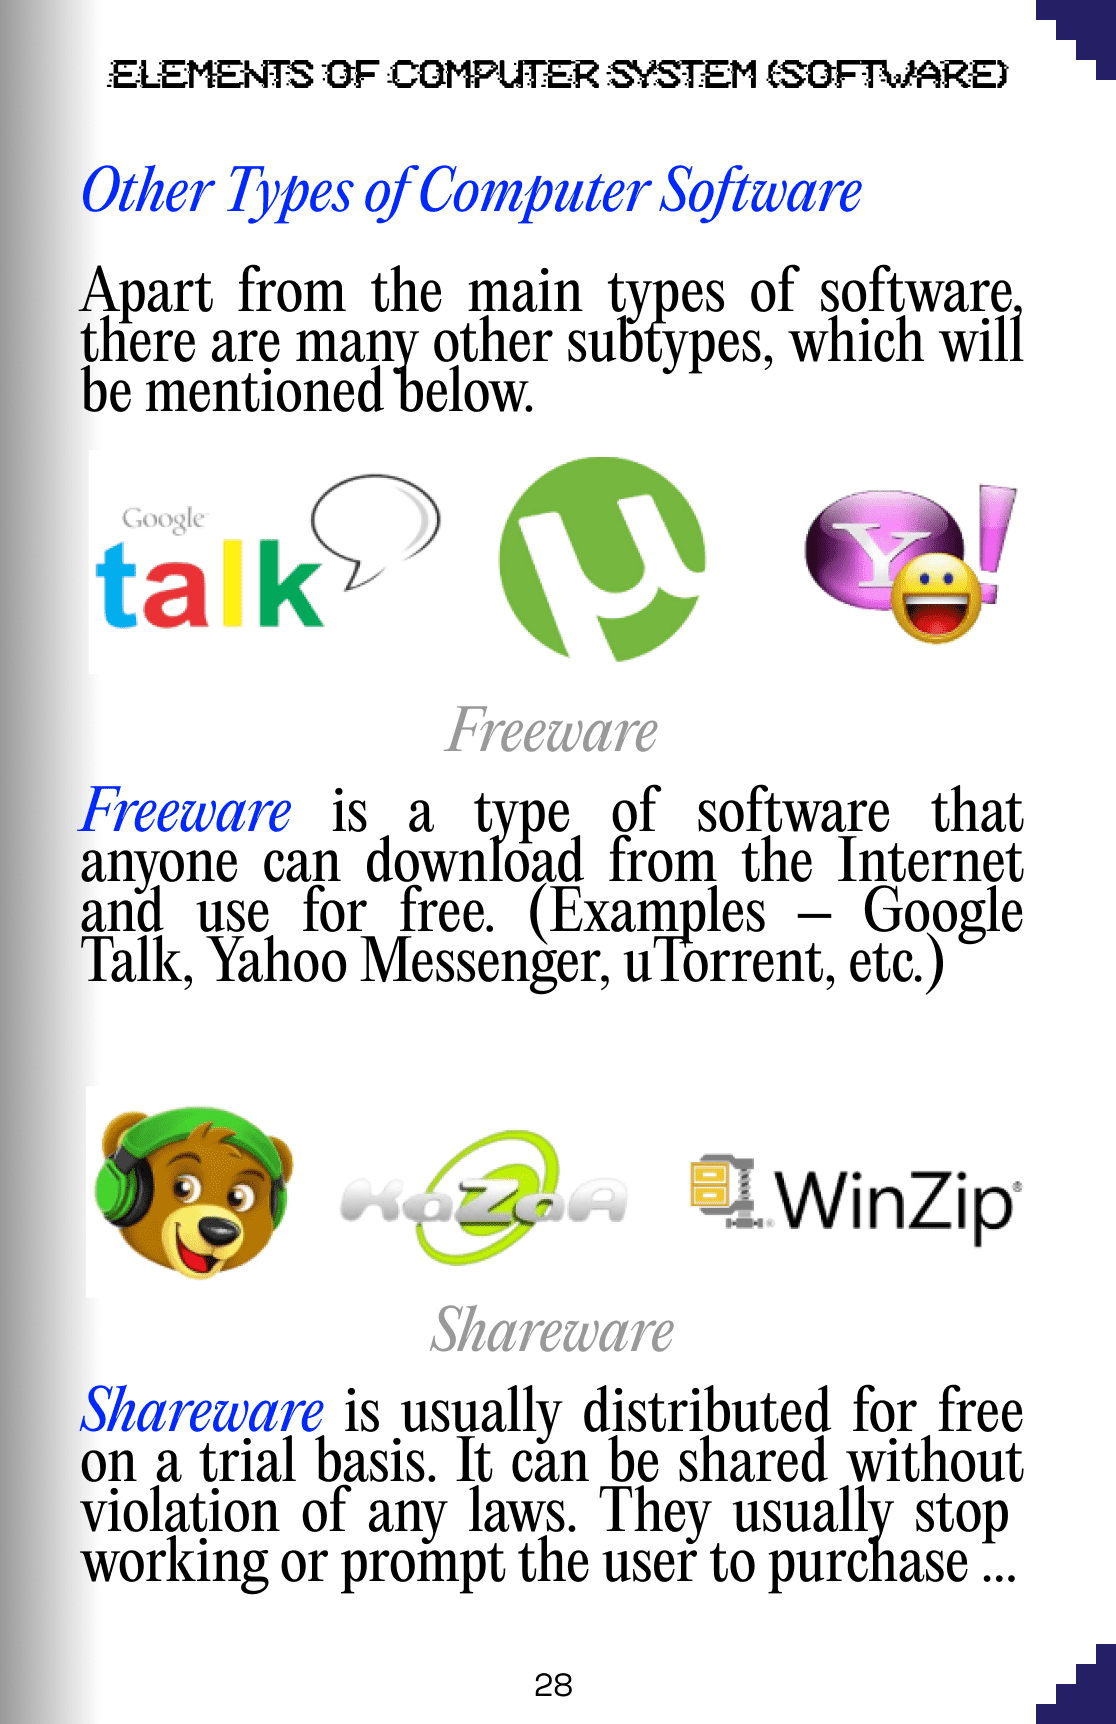 ELEMENTS OF COMPUTER SYSTEM (SOFTWARE)
Other Types of Computer Software
Apart from the main types of software,
there are many other subtypes, which will
be mentioned below.
Google
talk
µ
Y!
Freeware
Freeware is a type of software that
anyone can download from the Internet
and use for free. (Examples – Google
Talk, Yahoo Messenger, uTorrent, etc.)
KaZaA
WinZip®
Shareware
Shareware is usually distributed for free
on a trial basis. It can be shared without
violation of any laws. They usually stop
working or prompt the user to purchase ...
28